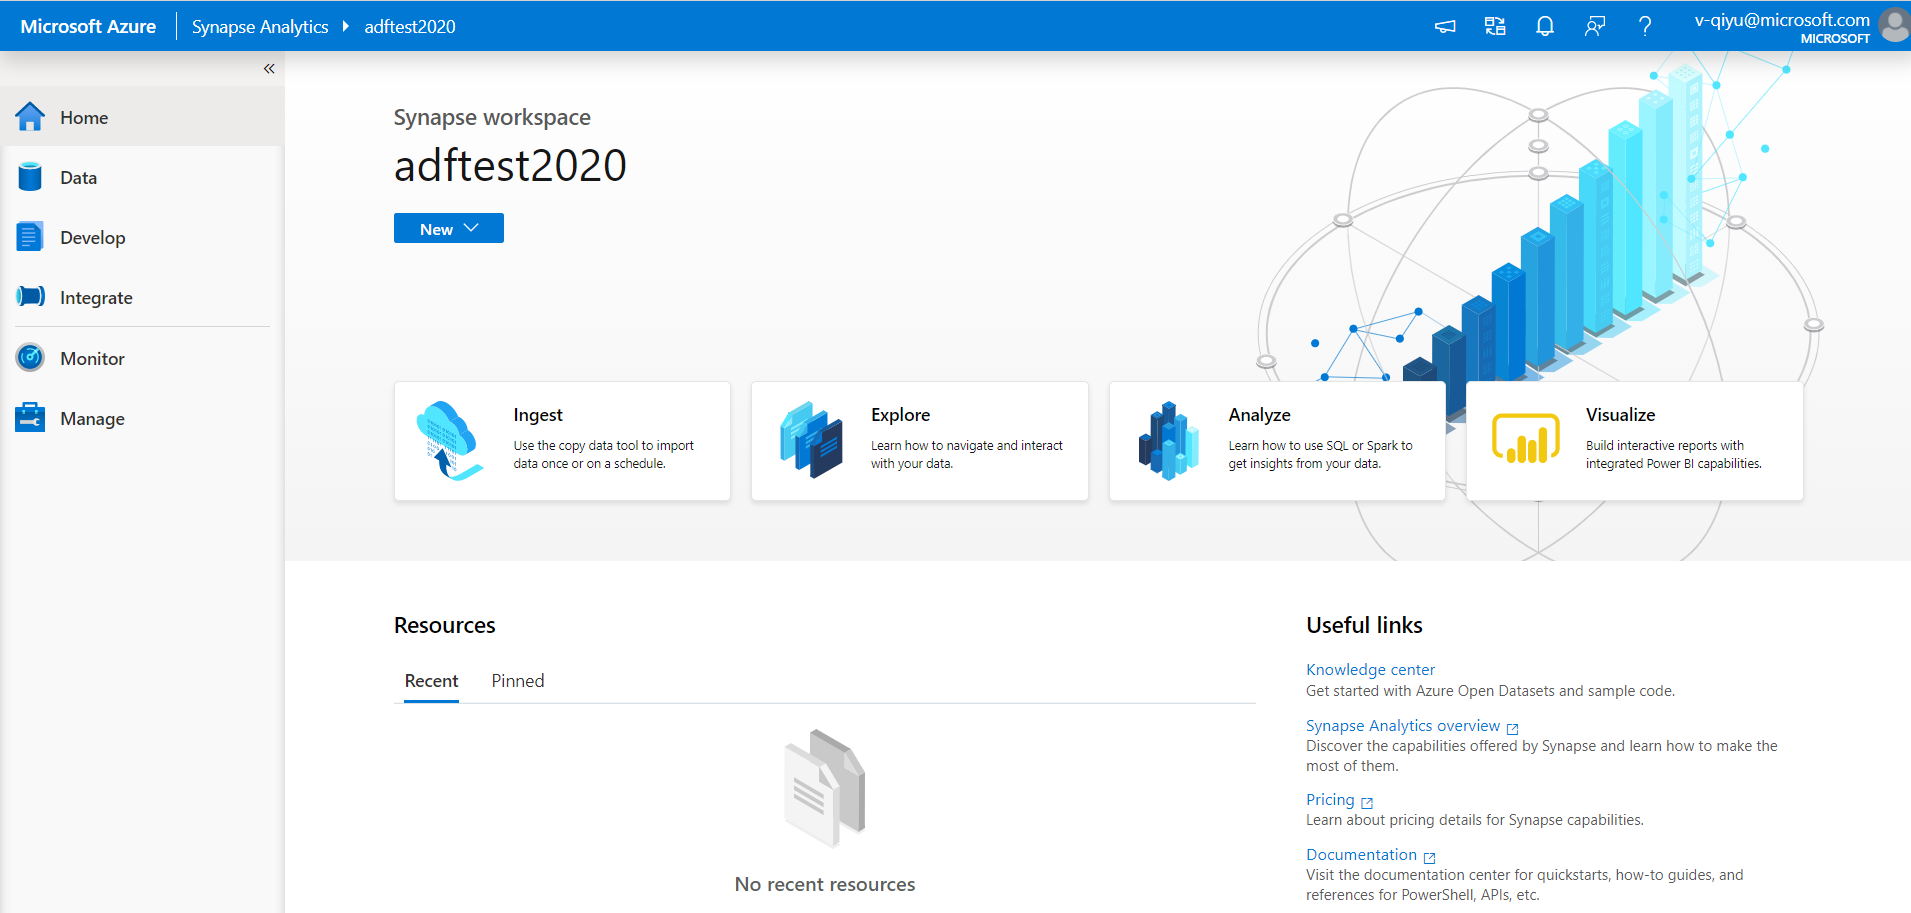 Microsoft Azure
Synapse Analytics
adftest2020
v-qiyu@microsoft.com
MICROSOFT
Home
Data
Develop
Integrate
Monitor
Manage
Synapse workspace
adftest2020
New
Ingest
Use the copy data tool to import
data once or on a schedule.
Explore
Learn how to navigate and interact
with your data.
Analyze
Learn how to use SQL or Spark to
get insights from your data.
Visualize
Build interactive reports with
integrated Power BI capabilities.
Resources
Recent
Pinned
No recent resources
Useful links
Knowledge center
Get started with Azure Open Datasets and sample code.
Synapse Analytics overview
Discover the capabilities offered by Synapse and learn how to make the
most of them.
Pricing
Learn about pricing details for Synapse capabilities.
Documentation
Visit the documentation center for quickstarts, how-to guides, and
references for PowerShell, APIs, etc.